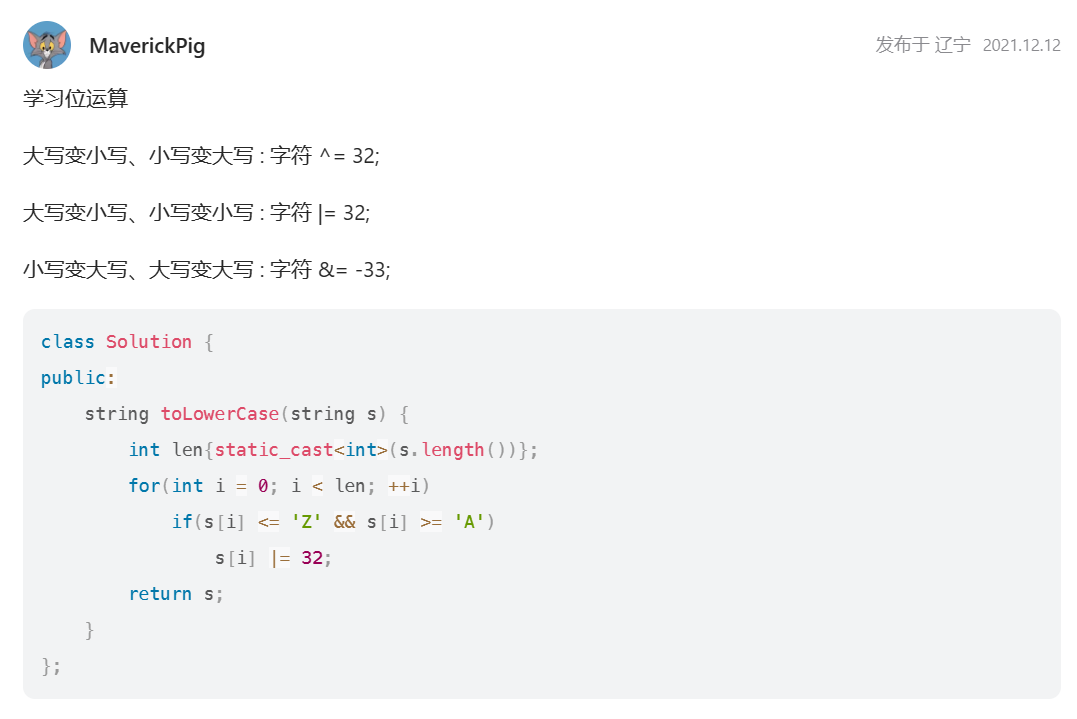 MaverickPig
发布于 辽宁 2021.12.12
学习位运算
大写变小写、小写变大写 : 字符 ^= 32;
大写变小写、小写变小写 : 字符 |= 32;
小写变大写、大写变大写 : 字符 &= -33;
class Solution {
public:
    string toLowerCase(string s) {
        int len{static_cast<int>(s.length())};
        for(int i = 0; i < len; ++i)
            if(s[i] <= 'Z' && s[i] >= 'A')
                s[i] |= 32;
        return s;
    }
};